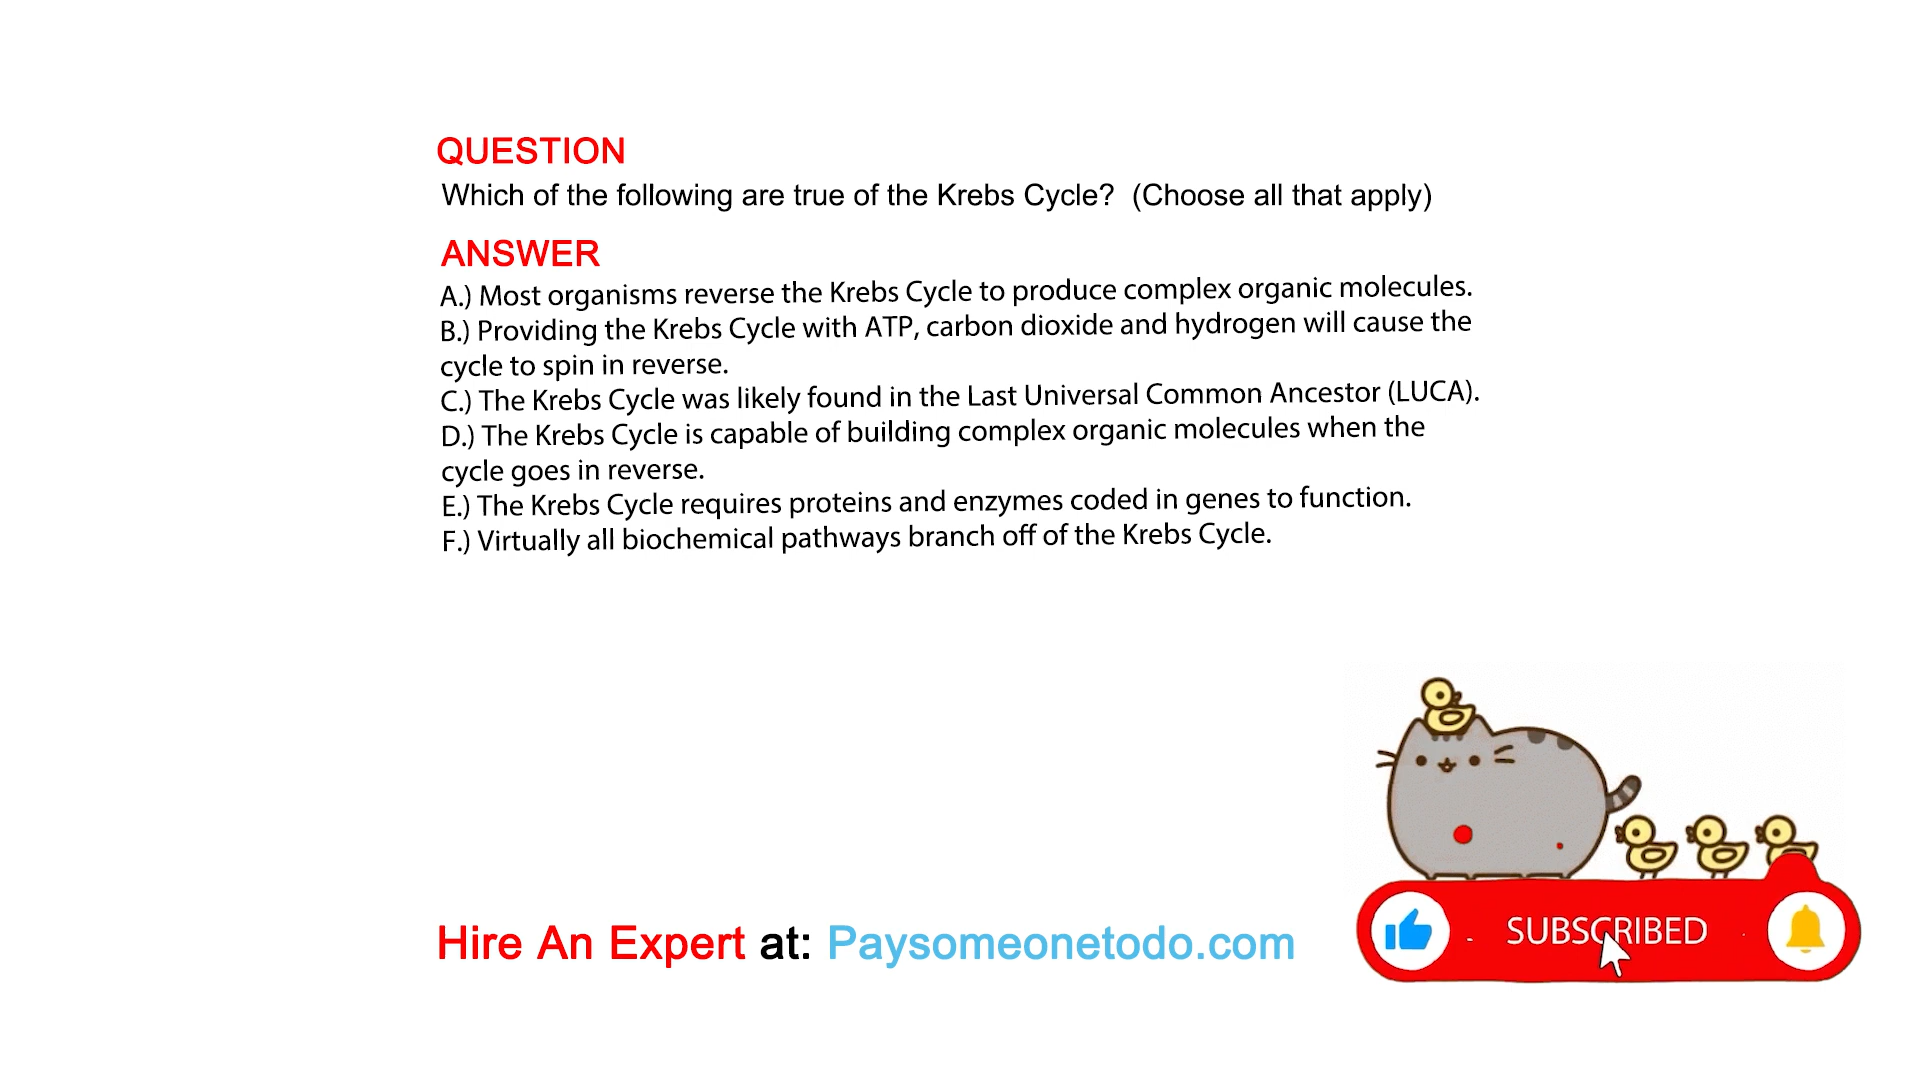 QUESTION
Which of the following are true of the Krebs Cycle?  (Choose all that apply)
ANSWER
A.) Most organisms reverse the Krebs Cycle to produce complex organic molecules.
B.) Providing the Krebs Cycle with ATP, carbon dioxide and hydrogen will cause the
cycle to spin in reverse.
C.) The Krebs Cycle was likely found in the Last Universal Common Ancestor (LUCA).
D.) The Krebs Cycle is capable of building complex organic molecules when the
cycle goes in reverse.
E.) The Krebs Cycle requires proteins and enzymes coded in genes to function.
F.) Virtually all biochemical pathways branch off of the Krebs Cycle.
Hire An Expert at: Paysomeonetodo.com
SUBSCRIBED